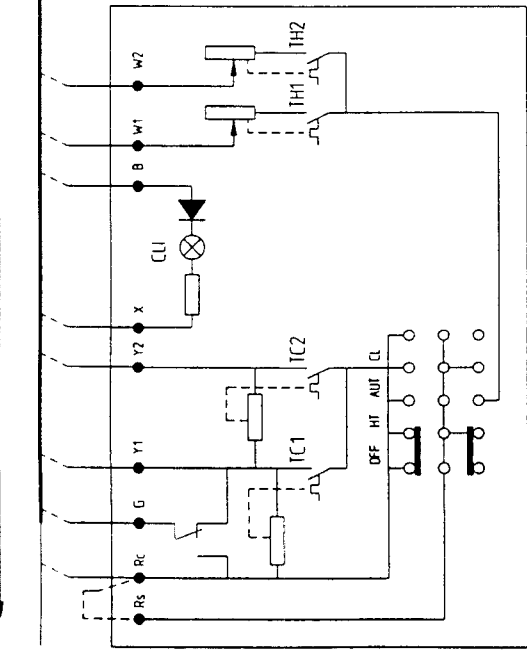 W2
TH2
W1
TH1
B
CLI
X
Y2
TC2
Y1
TC1
G
Rc
Rs
OFF HT AUT CL